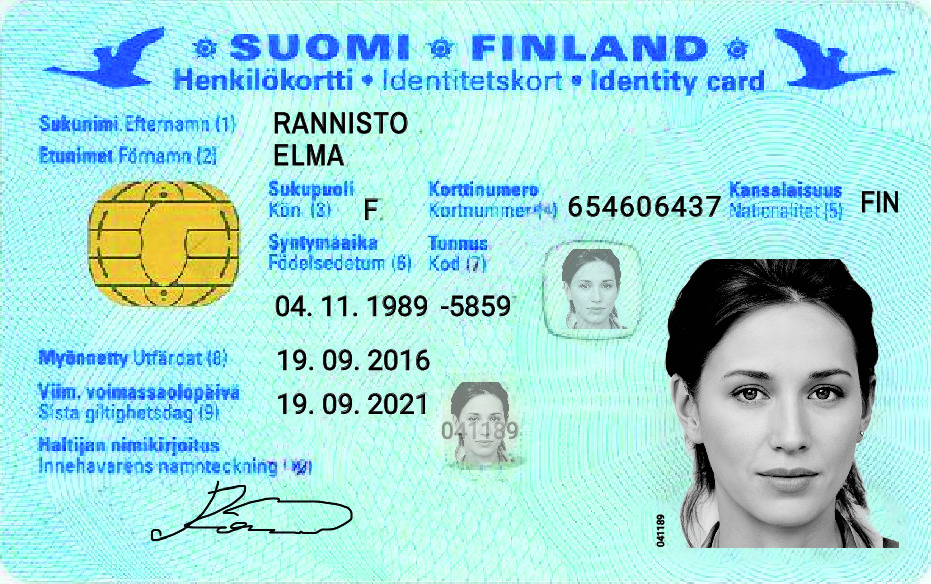 SUOMI FINLAND
Henkilökortti • Identitetskort • Identity card
Sukunimi Efternamn (1) RANNISTO
Etunimet Förnamn (2) ELMA
Sukupuoli Korttinumero Kansalaisuus
Kön (3) F Kortnummer (4) 654606437 Nationalitet (5) FIN
Syntymäaika Tunnus
Födelsedetum (6) Kod (7)
04. 11. 1989 -5859
Myönnetty Utfärdat (8) 19. 09. 2016
Viim. voimassaolopäivä
Sista giltighetsdag (9) 19. 09. 2021
041189
Haltijan nimikirjoitus
Innehavarens namnteckning
041189